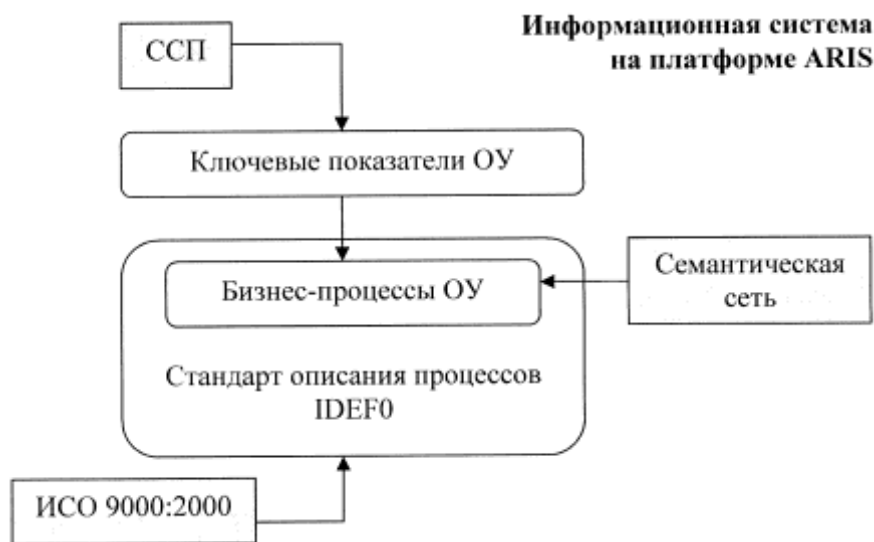 Информационная система
на платформе ARIS
ССП
Ключевые показатели ОУ
Бизнес-процессы ОУ
Семантическая
сеть
Стандарт описания процессов
IDEF0
ИСО 9000:2000